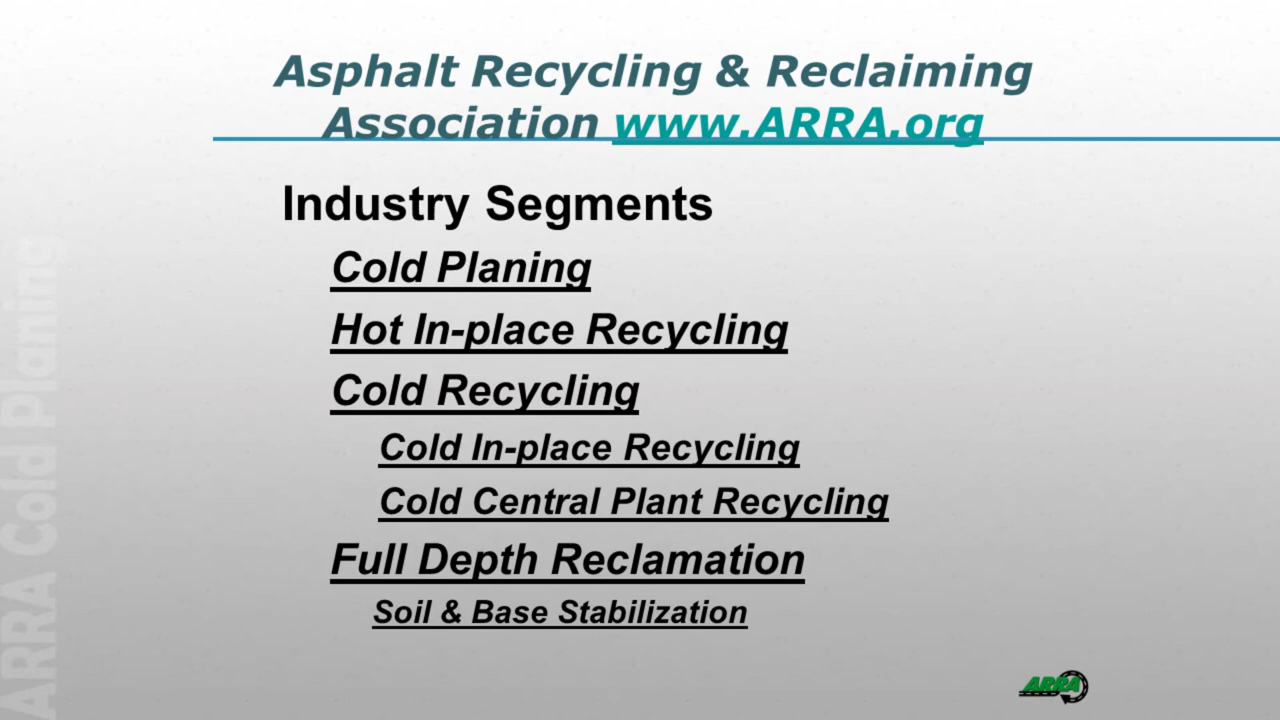 Asphalt Recycling & Reclaiming
Association www.ARRA.org
Industry Segments
Cold Planing
Hot In-place Recycling
Cold Recycling
Cold In-place Recycling
Cold Central Plant Recycling
Full Depth Reclamation
Soil & Base Stabilization
ARRA Cold Planing
ARRA